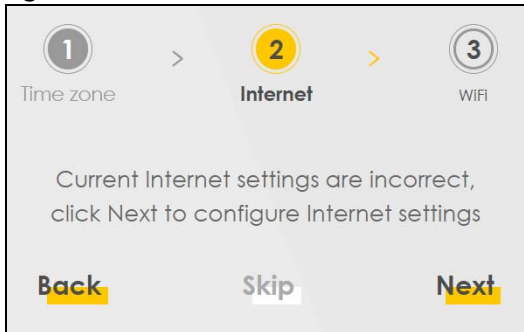 1 > 2 > 3
Time zone Internet WiFi
Current Internet settings are incorrect,
click Next to configure Internet settings
Back Skip Next